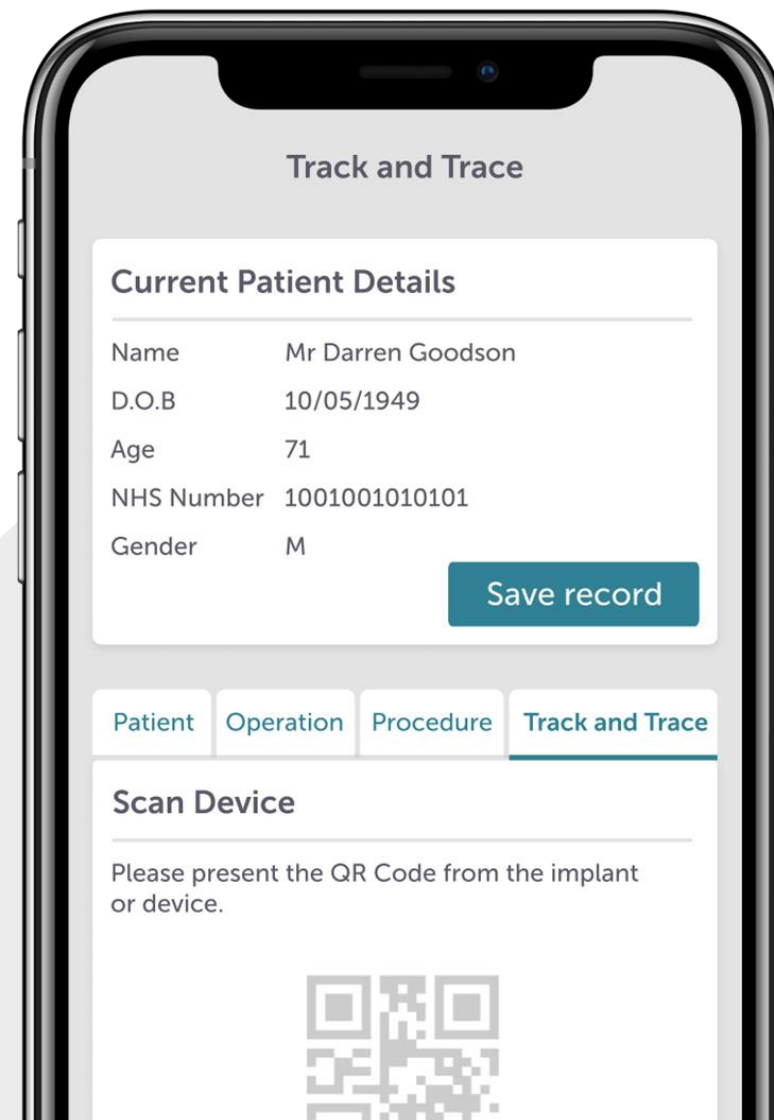 Track and Trace
Current Patient Details
Name Mr Darren Goodson
D.O.B 10/05/1949
Age 71
NHS Number 1001001010101
Gender M
Save record
Patient Operation Procedure Track and Trace
Scan Device
Please present the QR Code from the implant
or device.